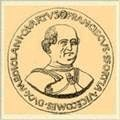 FRANCISCVS SFORTIA VICECOMES DVX MEDIOLANI QVARTVS